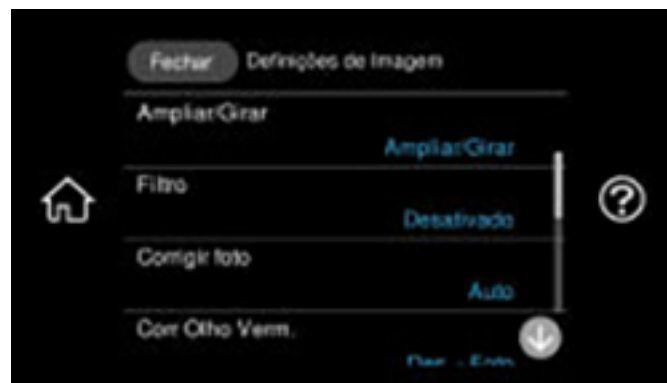 Fechar Definições de Imagem
Ampliar/Girar
Ampliar/Girar
Filtro
Desativado
Corrigir foto
Auto
Corr Olho Verm.